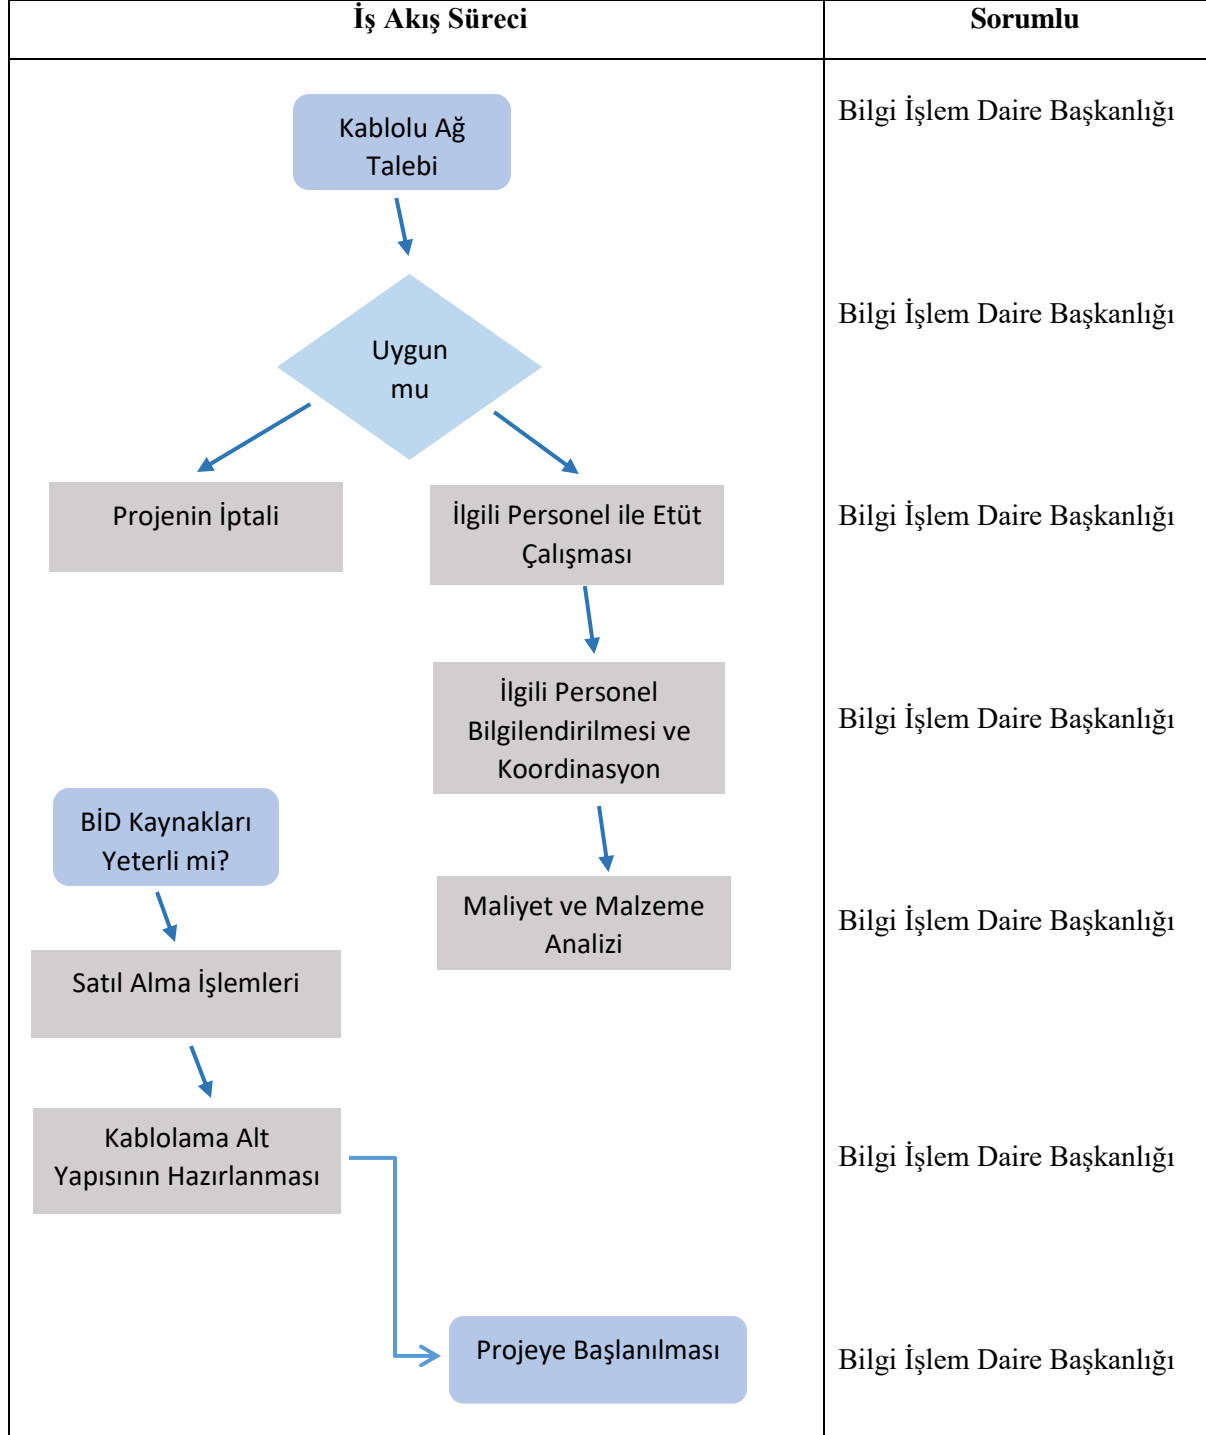 İş Akış Süreci
Sorumlu
Kablolu Ağ
Talebi
Bilgi İşlem Daire Başkanlığı
Uygun
mu
Bilgi İşlem Daire Başkanlığı
Projenin İptali
İlgili Personel ile Etüt
Çalışması
Bilgi İşlem Daire Başkanlığı
İlgili Personel
Bilgilendirilmesi ve
Koordinasyon
Bilgi İşlem Daire Başkanlığı
BİD Kaynakları
Yeterli mi?
Maliyet ve Malzeme
Analizi
Bilgi İşlem Daire Başkanlığı
Satıl Alma İşlemleri
Kablolama Alt
Yapısının Hazırlanması
Bilgi İşlem Daire Başkanlığı
Projeye Başlanılması
Bilgi İşlem Daire Başkanlığı